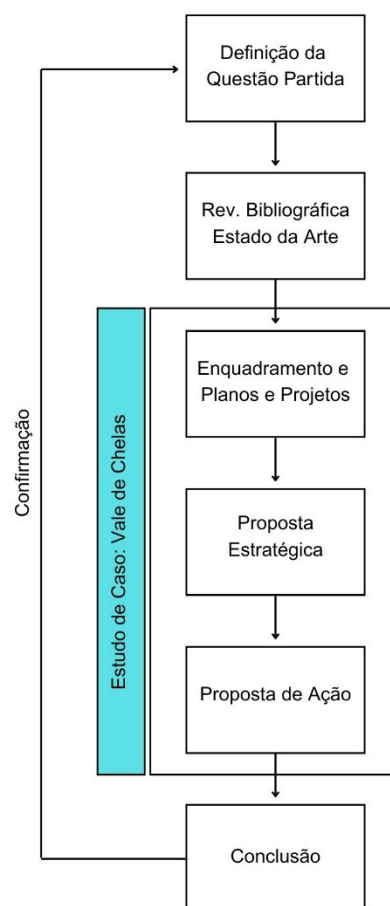 Definição da
Questão Partida
Rev. Bibliográfica
Estado da Arte
Enquadramento e
Planos e Projetos
Proposta
Estratégica
Proposta de Ação
Conclusão
Estudo de Caso: Vale de Chelas
Confirmação